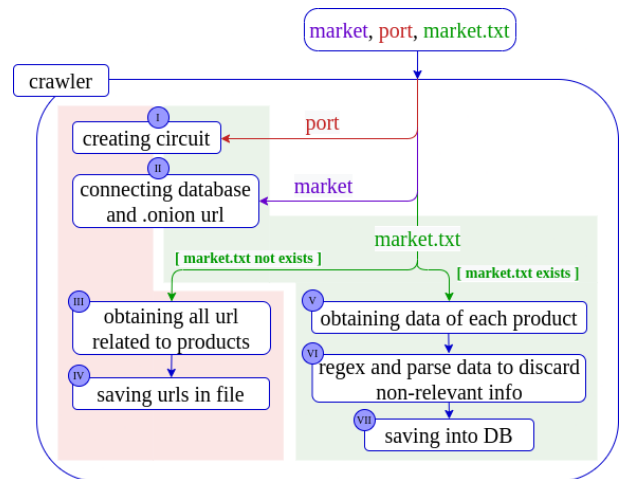 market, port, market.txt
crawler
I
creating circuit
port
II
connecting database
and .onion url
market
market.txt
[ market.txt not exists ]
[ market.txt exists ]
III
obtaining all url
related to products
IV
saving urls in file
V
obtaining data of each product
VI
regex and parse data to discard
non-relevant info
VII
saving into DB